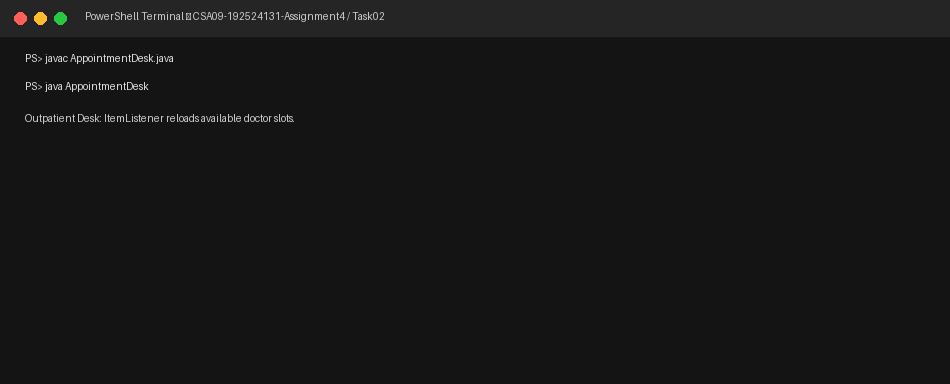 PowerShell Terminal CSA09-192524131-Assignment4 / Task02
PS> javac AppointmentDesk.java
PS> java AppointmentDesk
Outpatient Desk: ItemListener reloads available doctor slots.